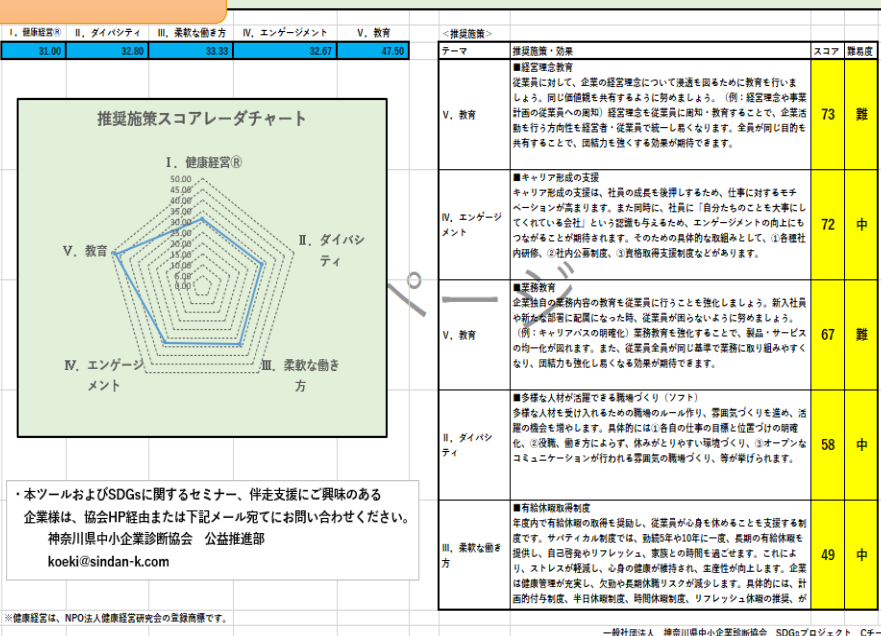 Ⅰ. 健康経営Ⓡ Ⅱ. ダイバシティ Ⅲ. 柔軟な働き方 Ⅳ. エンゲージメント Ⅴ. 教育
31.00 32.80 33.33 32.67 47.50
推奨施策スコアレーダチャート
Ⅰ. 健康経営Ⓡ
50.00
45.00
40.00
35.00
30.00
25.00
20.00
15.00
10.00
5.00
0.00
Ⅱ. ダイバシ
ティ
Ⅲ. 柔軟な働き
方
Ⅳ. エンゲージ
メント
Ⅴ. 教育
・本ツールおよびSDGsに関するセミナー、伴走支援にご興味のある
企業様は、協会HP経由または下記メール宛てにお問い合わせください。
神奈川県中小企業診断協会 公益推進部
koeki@sindan-k.com
※健康経営は、NPO法人健康経営研究会の登録商標です。
<推奨施策>
テーマ 推奨施策・効果 スコア 難易度
Ⅴ. 教育
■経営理念教育
従業員に対して、企業の経営理念について浸透を図るために教育を行いま
しょう。同じ価値観を共有するように努めましょう。(例:経営理念や事業
計画の従業員への周知)経営理念を従業員に周知・教育することで、企業活
動を行う方向性を経営者・従業員で統一し易くなります。全員が同じ目的を
共有することで、団結力を強くする効果が期待できます。
73 難
Ⅳ. エンゲージ
メント
■キャリア形成の支援
キャリア形成の支援は、社員の成長を後押しするため、仕事に対するモチ
ベーションが高まります。また同時に、社員に「自分たちのことも大事にし
てくれている会社」という認識も与えるため、エンゲージメントの向上にも
つながることが期待されます。そのための具体的な取組みとして、①各種社
内研修、②社内公募制度、③資格取得支援制度などがあります。
72 中
Ⅴ. 教育
■業務教育
企業独自の業務内容の教育を従業員に行うことも強化しましょう。新入社員
や新たな部署に配属になった時、従業員が困らないように努めましょう。
(例:キャリアパスの明確化)業務教育を強化することで、製品・サービス
の均一化が図れます。また、従業員全員が同じ基準で業務に取り組みやすく
なり、団結力も強化し易くなる効果が期待できます。
67 難
Ⅱ. ダイバシ
ティ
■多様な人材が活躍できる職場づくり(ソフト)
多様な人材を受け入れるための職場のルール作り、雰囲気づくりを進め、活
躍の機会を増やします。具体的には①各自の仕事の目標と位置づけの明確
化、②役職、働き方によらず、休みがとりやすい環境づくり、③オープンな
コミュニケーションが行われる雰囲気の職場づくり、等が挙げられます。
58 中
Ⅲ. 柔軟な働き
方
■有給休暇取得制度
年度内で有給休暇の取得を奨励し、従業員が心身を休めることを支援する制
度です。サバティカル制度では、勤続5年や10年に一度、長期の有給休暇を
提供し、自己啓発やリフレッシュ、家族との時間も過ごせます。これによ
り、ストレスが軽減し、心身の健康が維持され、生産性が向上します。企業
は健康管理が充実し、欠勤や長期休職リスクが減少します。具体的には、計
画的付与制度、半日休暇制度、時間休暇制度、リフレッシュ休暇の推奨、が
49 中
ページ
一般社団法人 神奈川県中小企業診断協会 SDGsプロジェクト Cチー